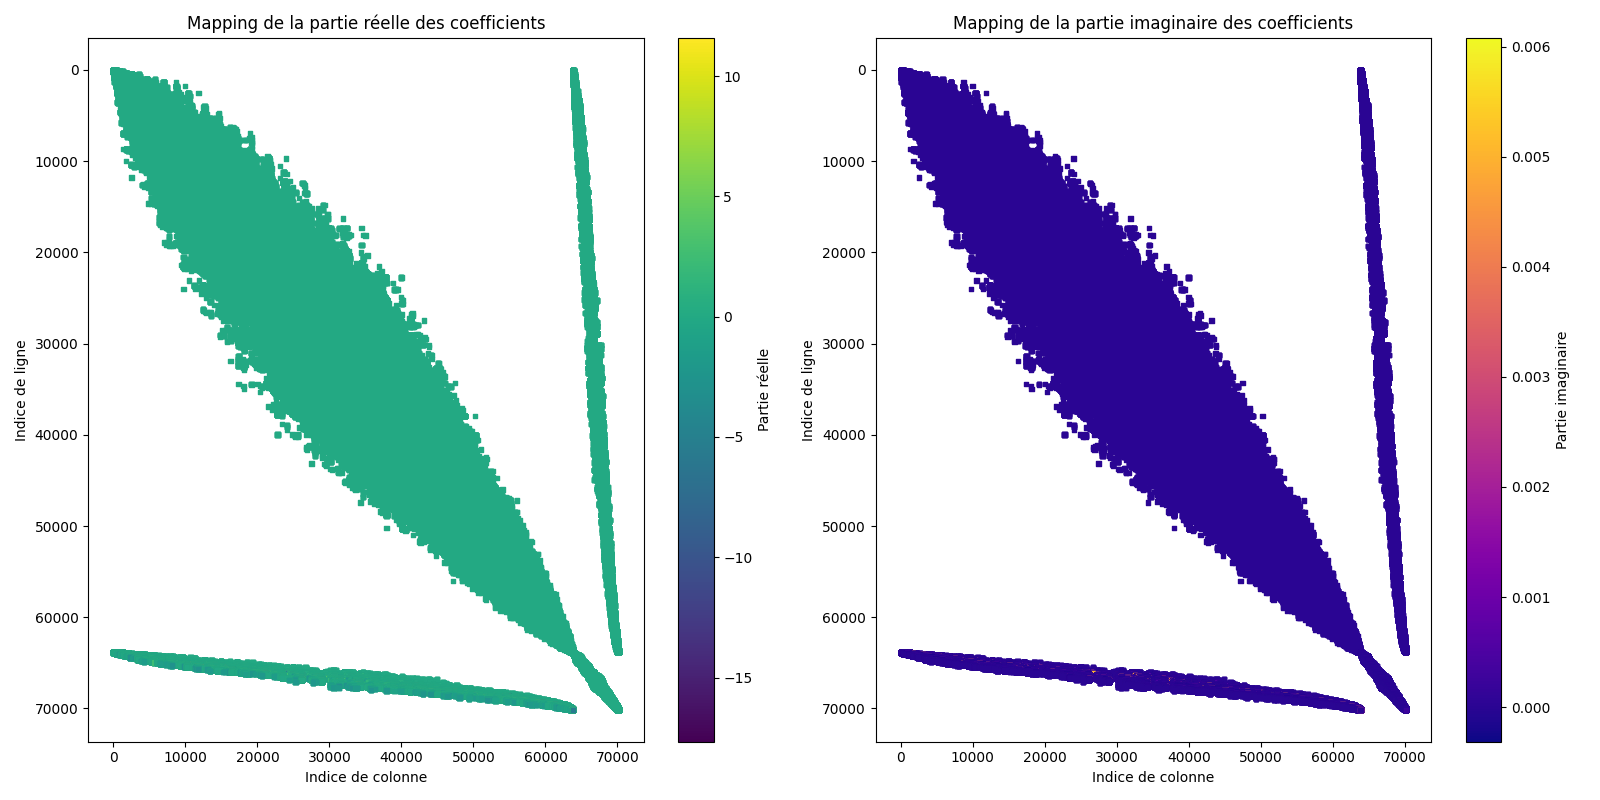 Mapping de la partie réelle des coefficients
0
10000
20000
30000
40000
50000
60000
70000
Indice de ligne
0 10000 20000 30000 40000 50000 60000 70000
Indice de colonne
10
5
0
−5
−10
−15
Partie réelle
Mapping de la partie imaginaire des coefficients
0
10000
20000
30000
40000
50000
60000
70000
Indice de ligne
0 10000 20000 30000 40000 50000 60000 70000
Indice de colonne
0.006
0.005
0.004
0.003
0.002
0.001
0.000
Partie imaginaire